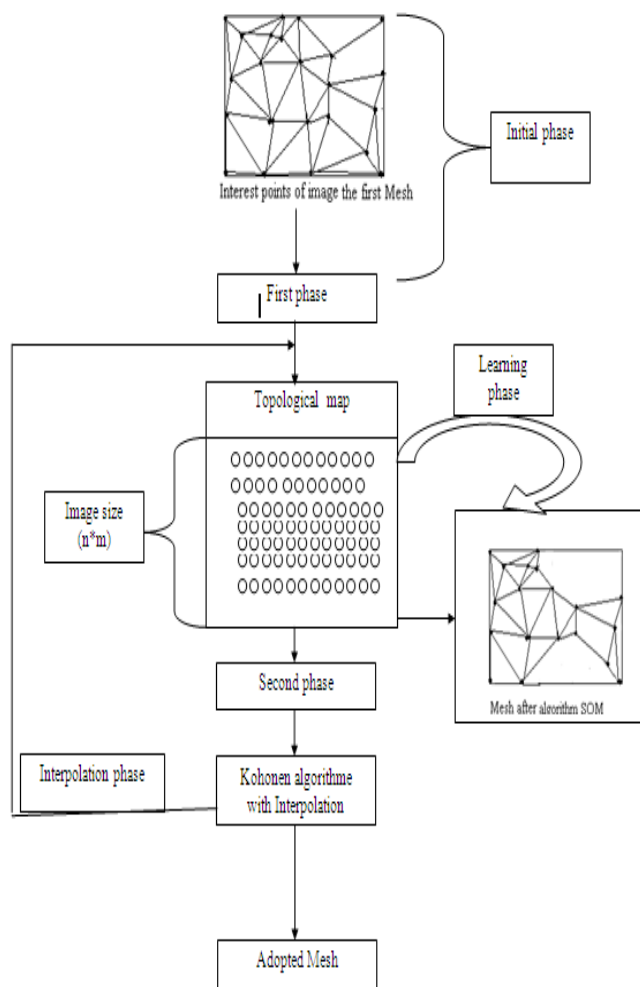 Interest points of image the first Mesh
Initial phase
First phase
Learning
phase
Topological map
Image size
(n*m)
Mesh after algorithm SOM
Second phase
Interpolation phase
Kohonen algorithme
with Interpolation
Adopted Mesh